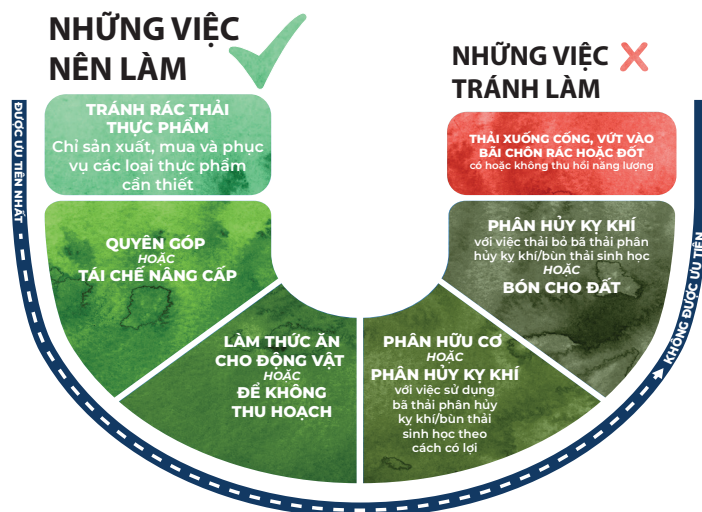 NHỮNG VIỆC
NÊN LÀM
NHỮNG VIỆC
TRÁNH LÀM
ĐƯỢC ƯU TIÊN NHẤT
TRÁNH RÁC THẢI
THỰC PHẨM
Chỉ sản xuất, mua và phục
vụ các loại thực phẩm
cần thiết
QUYÊN GÓP
HOẶC
TÁI CHẾ NÂNG CẤP
LÀM THỨC ĂN
CHO ĐỘNG VẬT
HOẶC
ĐỂ KHÔNG
THU HOẠCH
PHÂN HỮU CƠ
HOẶC
PHÂN HỦY KỴ KHÍ
với việc sử dụng
bã thải phân hủy
kỵ khí/bùn thải
sinh học theo
cách có lợi
PHÂN HỦY KỴ KHÍ
với việc thải bỏ bã thải phân
hủy kỵ khí/bùn thải sinh học
HOẶC
BÓN CHO ĐẤT
THẢI XUỐNG CỐNG, VỨT VÀO
BÃI CHÔN RÁC HOẶC ĐỐT
có hoặc không thu hồi năng lượng
KHÔNG ĐƯỢC ƯU TIÊN